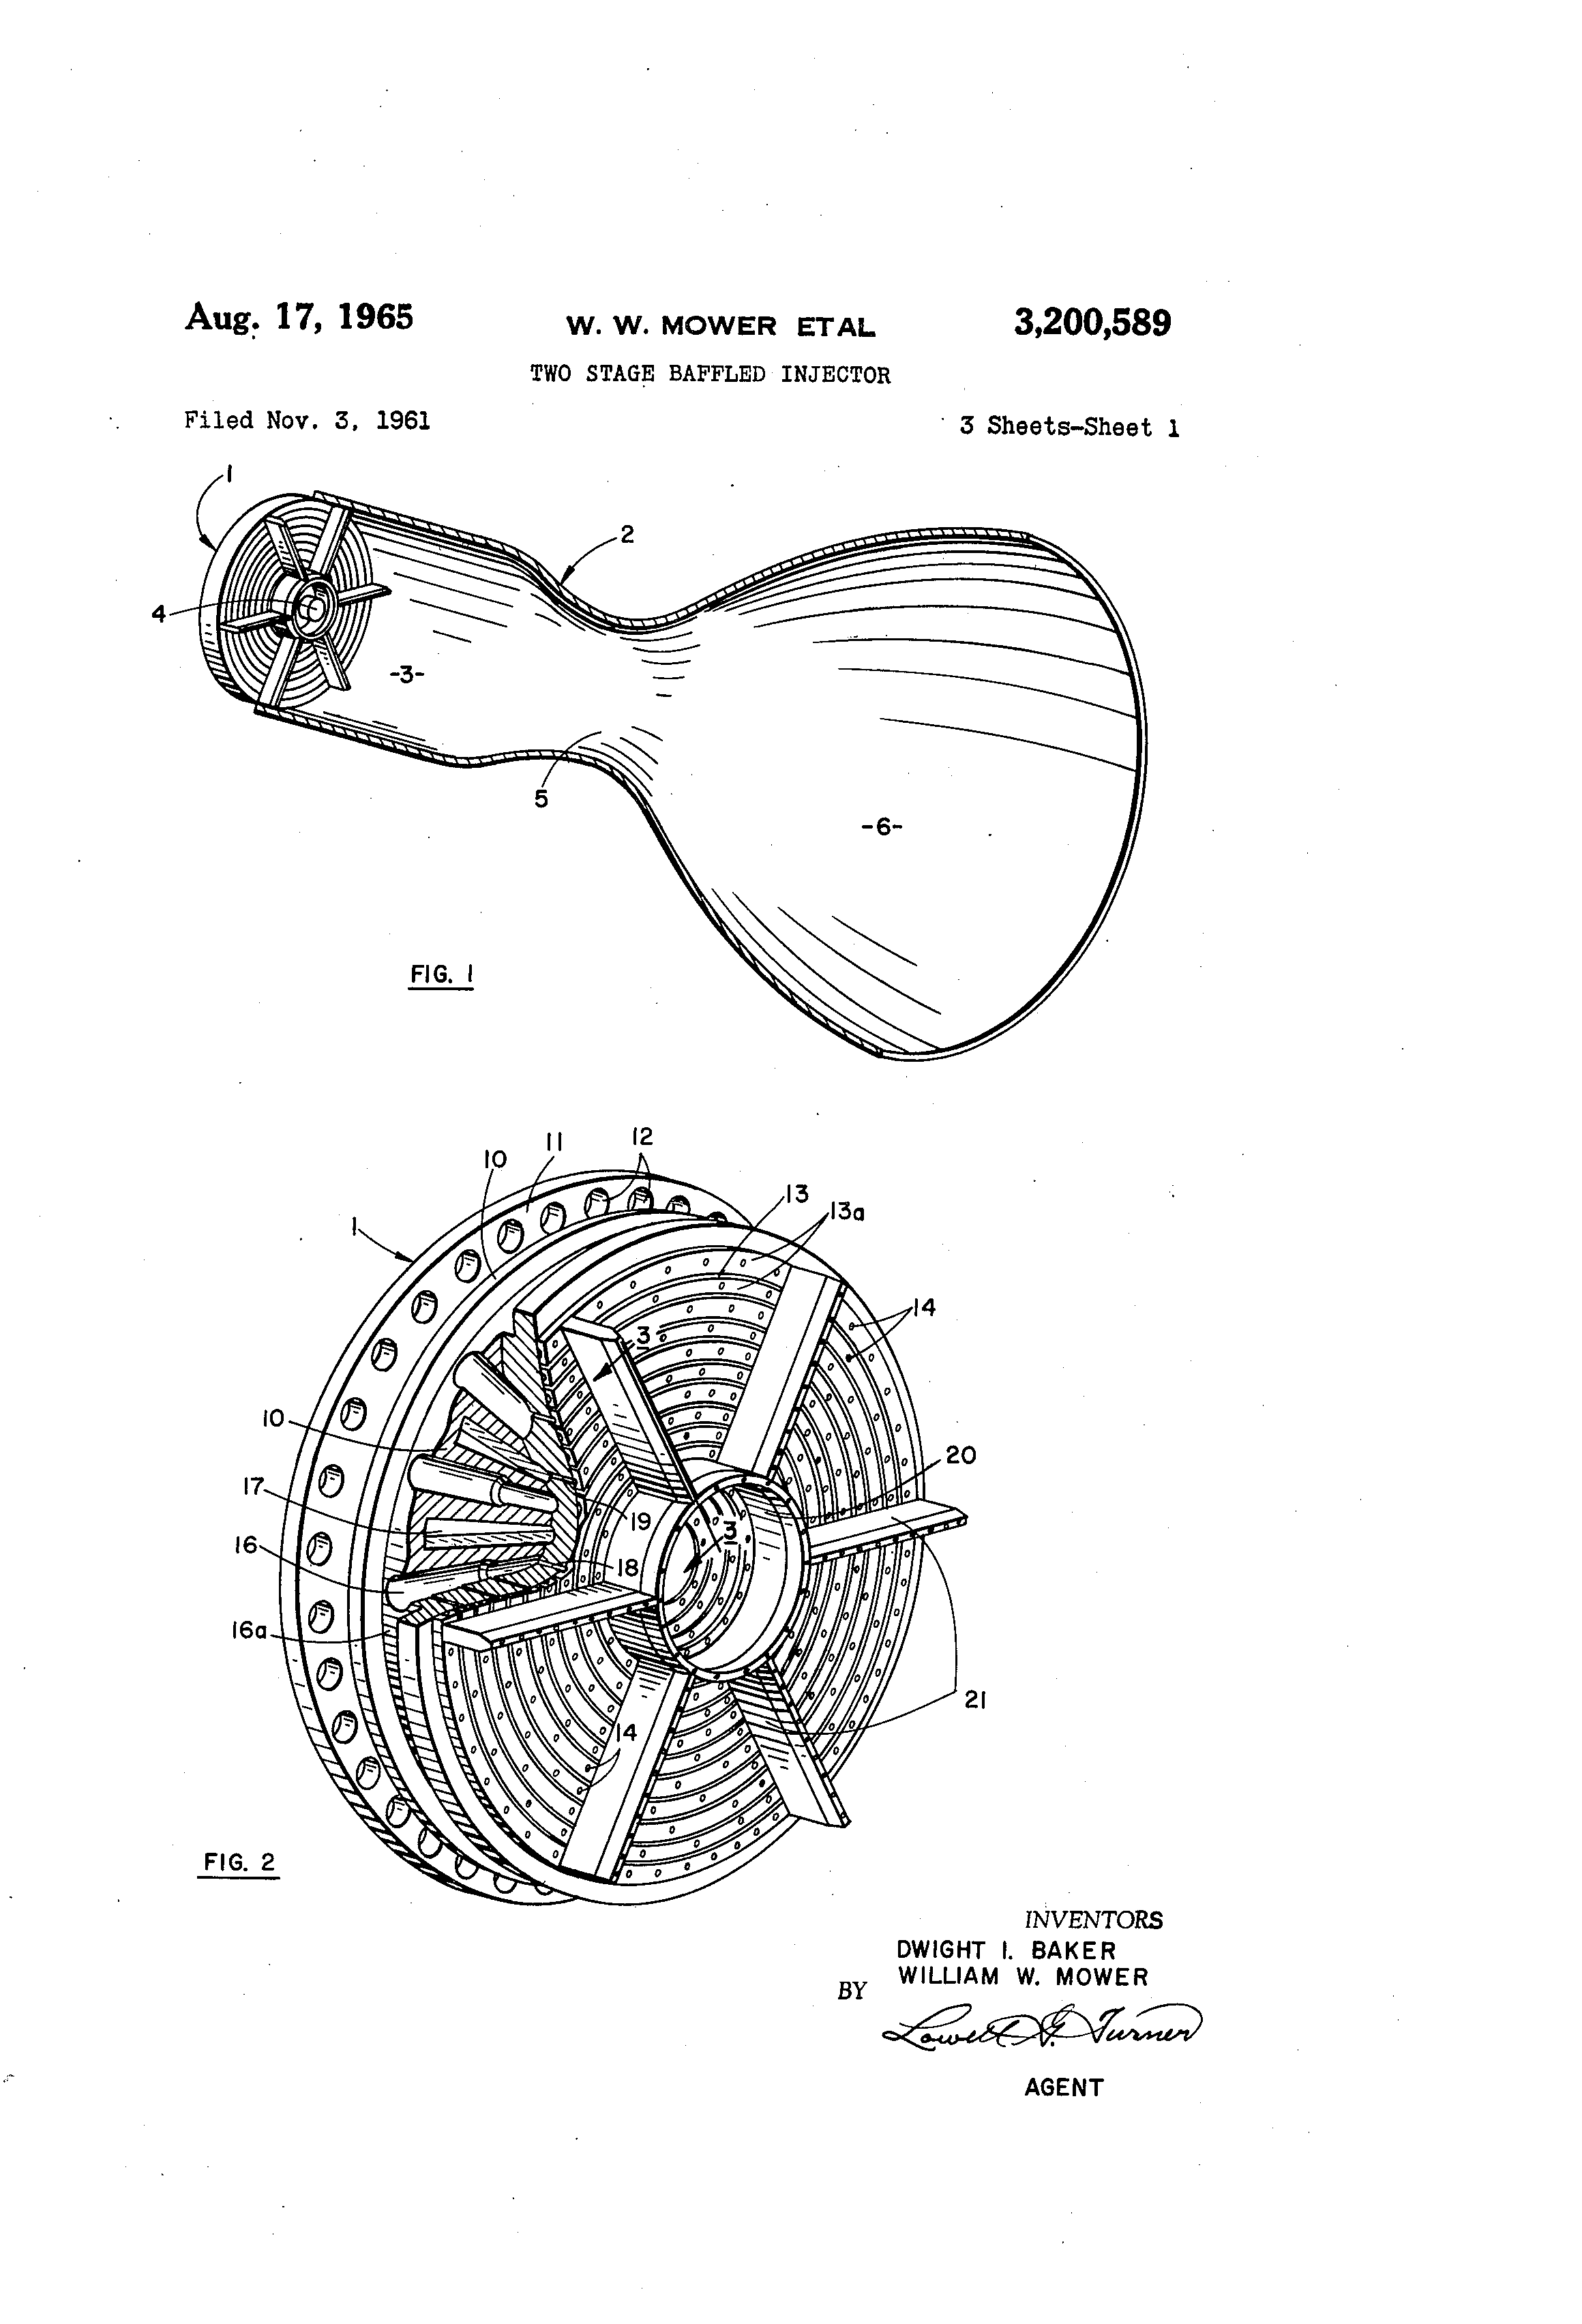 Aug. 17, 1965 W. W. MOWER ETAL 3,200,589
TWO STAGE BAFFLED INJECTOR
Filed Nov. 3, 1961 3 Sheets-Sheet 1
1
2
4
-3-
5
-6-
FIG. 1
12
11
10
13
1
13a
14
3
10
20
17
19
3
16
18
16a
21
14
FIG. 2
INVENTORS
DWIGHT I. BAKER
WILLIAM W. MOWER
BY
Lowell G. Turner
AGENT